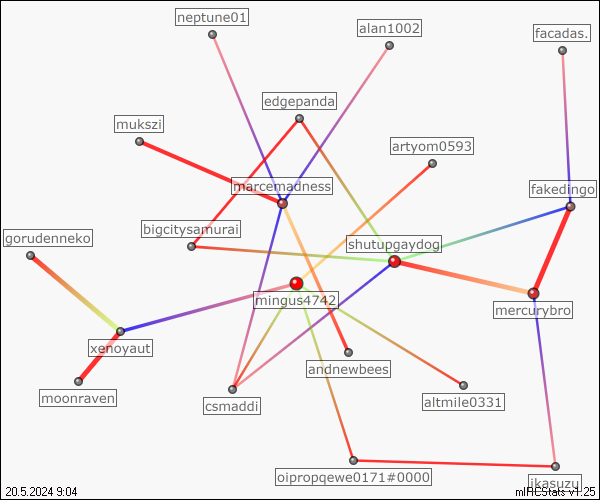 neptune01
alan1002
facadas.
edgepanda
mukszi
artyom0593
marcemadness
fakedingo
bigcitysamurai
gorudenneko
shutupgaydog
mingus4742
mercurybro
xenoyaut
andnewbees
moonraven
csmaddi
altmile0331
oipropqewe0171#0000
ikasuzu
20.5.2024 9:04
mIRCStats v1.25